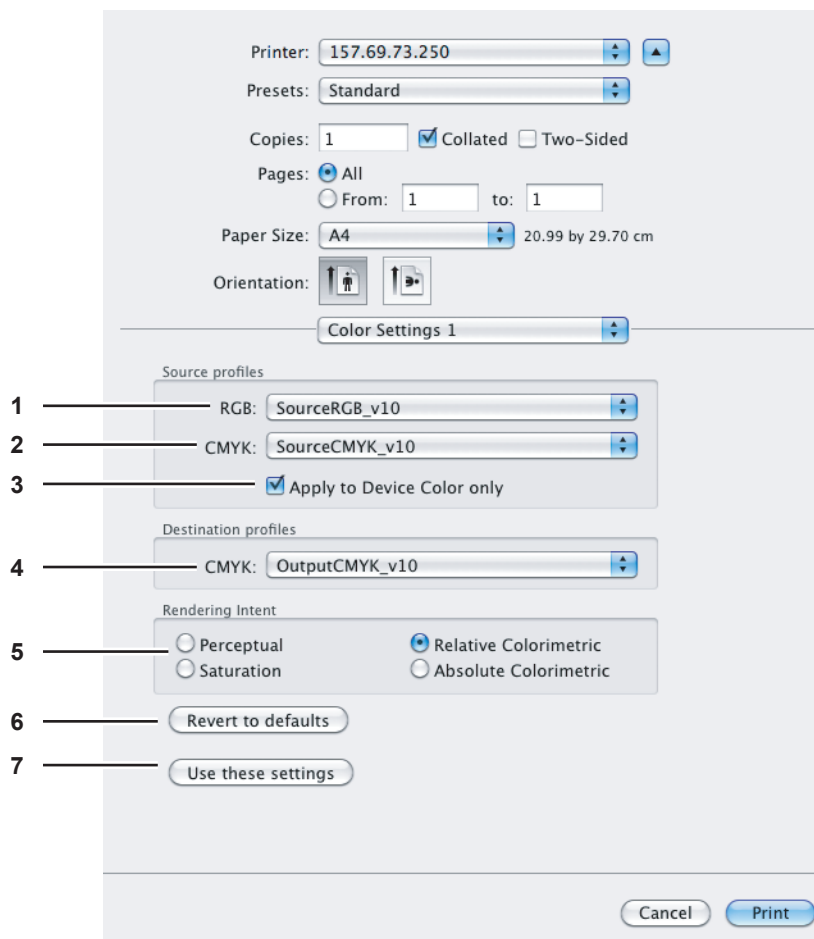 Printer: 157.69.73.250
Presets: Standard
Copies: 1 Collated Two-Sided
Pages: All
From: 1 to: 1
Paper Size: A4 20.99 by 29.70 cm
Orientation:
Color Settings 1
Source profiles
1 RGB: SourceRGB_v10
2 CMYK: SourceCMYK_v10
3 Apply to Device Color only
Destination profiles
4 CMYK: OutputCMYK_v10
Rendering Intent
5 Perceptual Relative Colorimetric
Saturation Absolute Colorimetric
6 Revert to defaults
7 Use these settings
Cancel Print